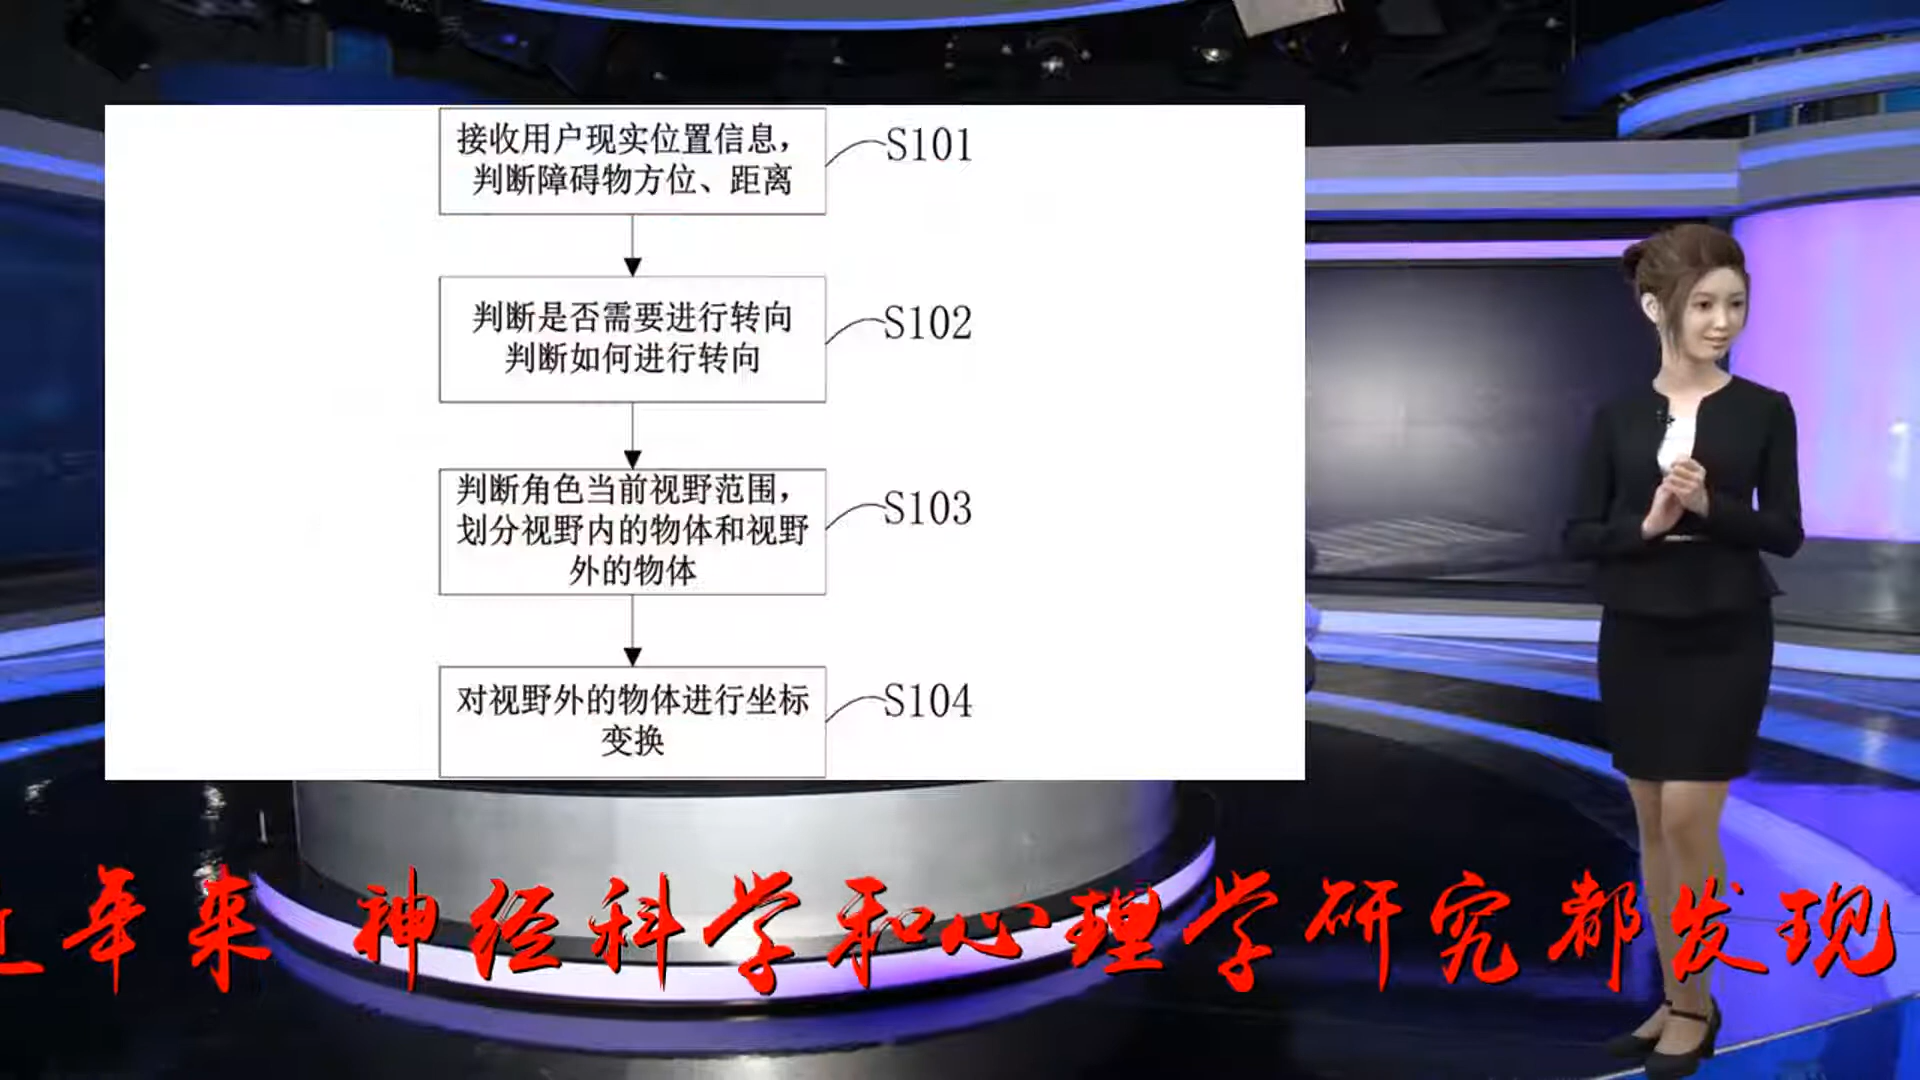 接收用户现实位置信息，
判断障碍物方位、距离
S101
判断是否需要进行转向
判断如何进行转向
S102
判断角色当前视野范围，
划分视野内的物体和视野
外的物体
S103
对视野外的物体进行坐标
变换
S104
近年来 神经科学和心理学研究都发现